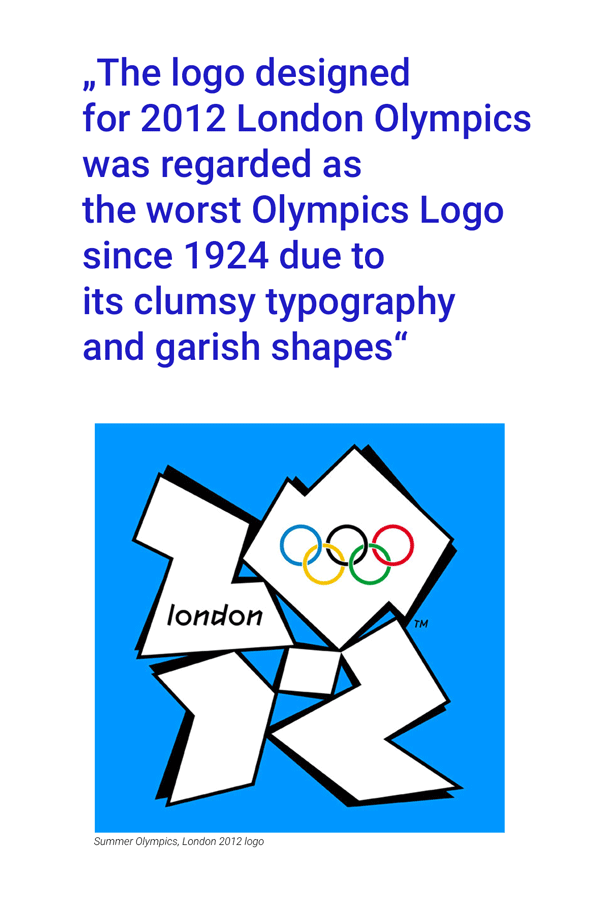 „The logo designed
for 2012 London Olympics
was regarded as
the worst Olympics Logo
since 1924 due to
its clumsy typography
and garish shapes“
london
TM
Summer Olympics, London 2012 logo